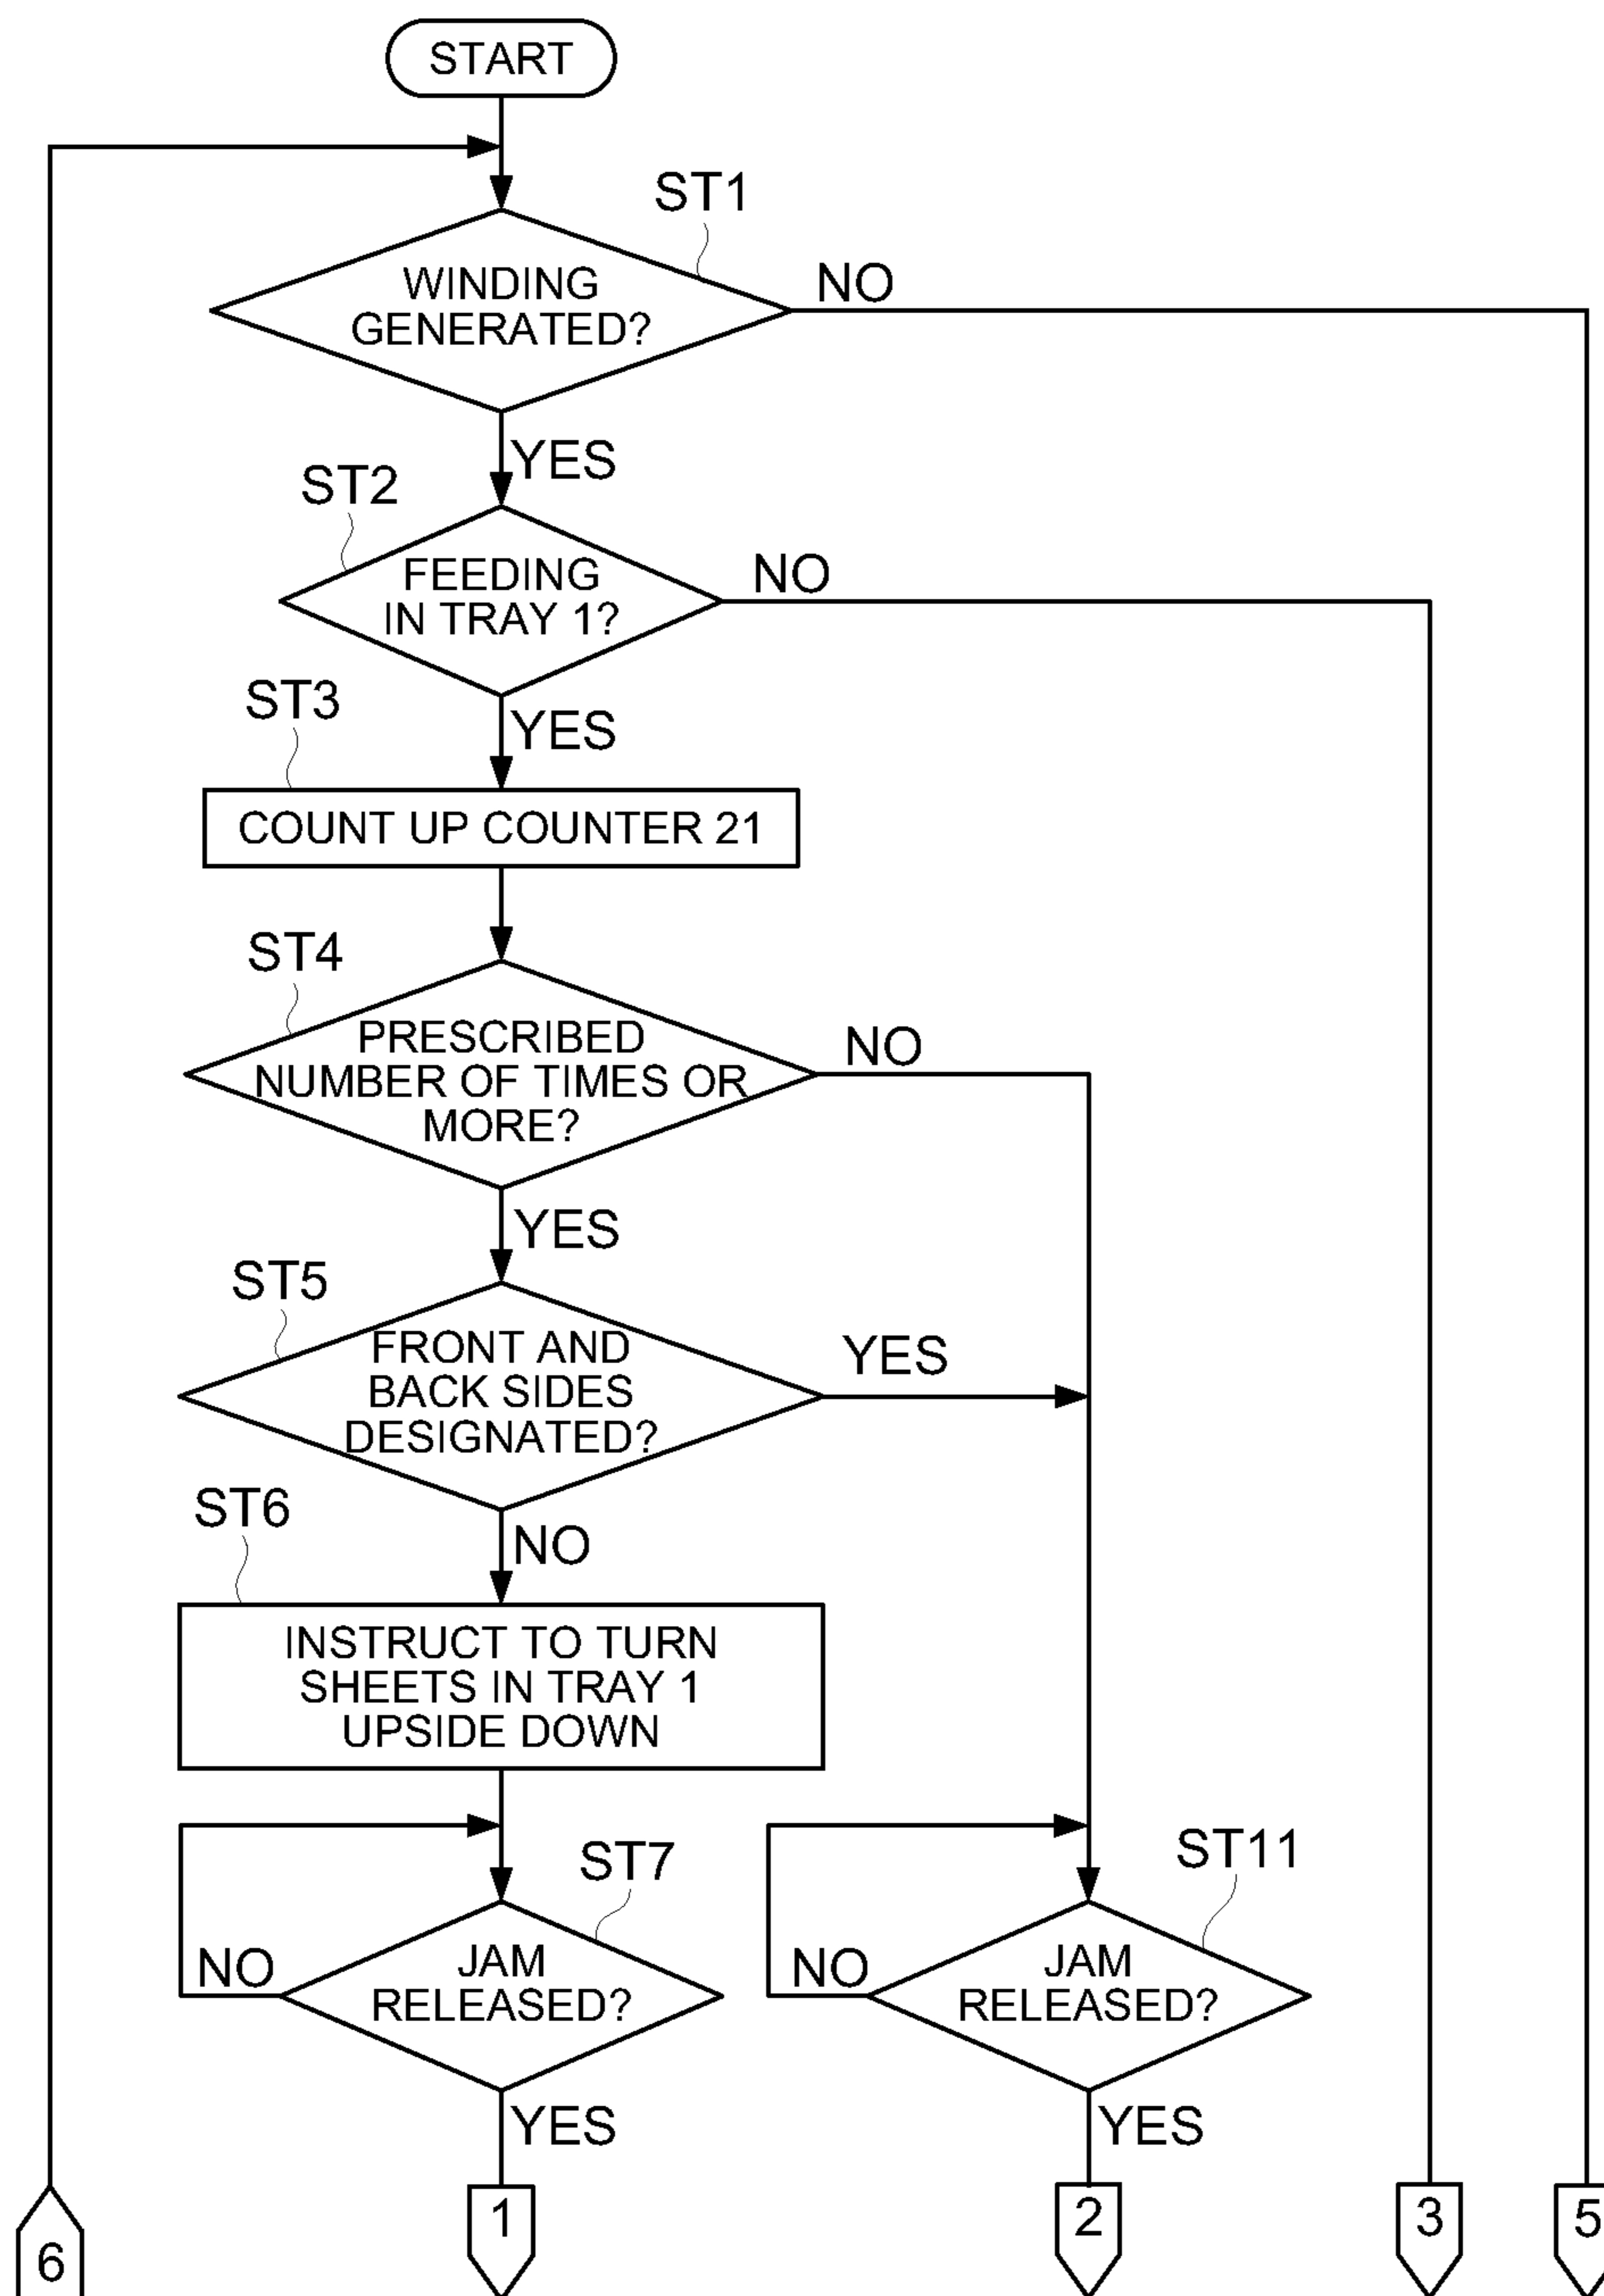 START
ST1
WINDING
GENERATED?
NO
YES
ST2
FEEDING
IN TRAY 1?
NO
YES
ST3
COUNT UP COUNTER 21
ST4
PRESCRIBED
NUMBER OF TIMES OR
MORE?
NO
YES
ST5
FRONT AND
BACK SIDES
DESIGNATED?
YES
NO
ST6
INSTRUCT TO TURN
SHEETS IN TRAY 1
UPSIDE DOWN
ST7
JAM
RELEASED?
NO
YES
ST11
JAM
RELEASED?
NO
YES
6
1
2
3
5